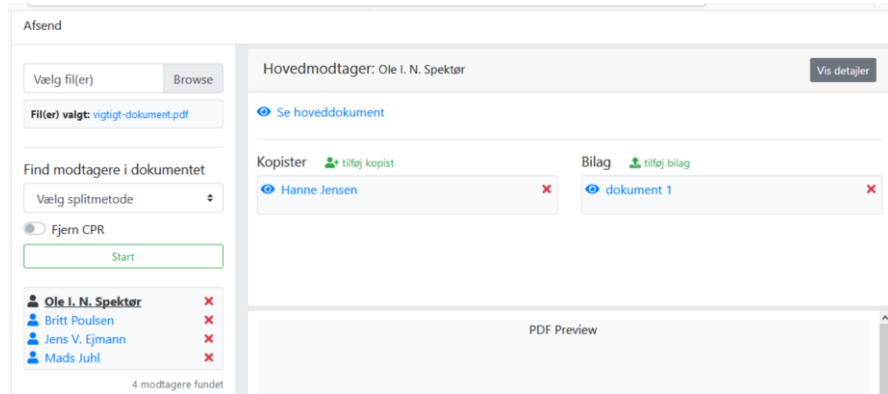 Afsend
Vælg fil(er) Browse
Fil(er) valgt: vigtigt-dokument.pdf
Find modtagere i dokumentet
Vælg splitmetode
Fjern CPR
Start
Ole I. N. Spektør
Britt Poulsen
Jens V. Ejmann
Mads Juhl
4 modtagere fundet
Hovedmodtager: Ole I. N. Spektør Vis detaljer
Se hoveddokument
Kopister tilføj kopist
Hanne Jensen
Bilag tilføj bilag
dokument 1
PDF Preview